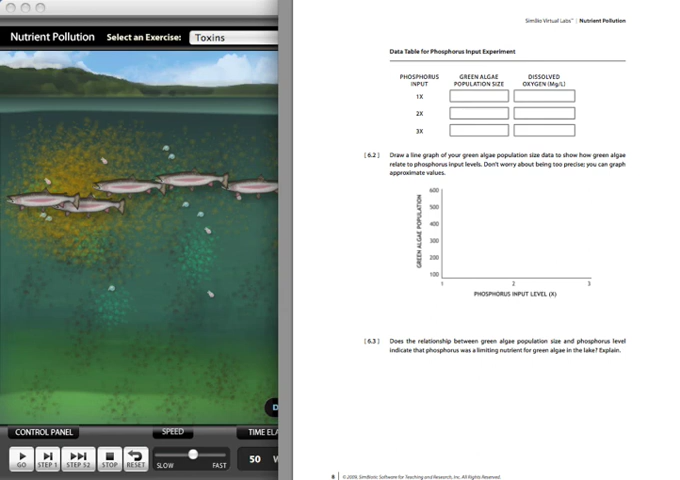 Nutrient Pollution Select an Exercise: Toxins
CONTROL PANEL SPEED TIME
GO STEP 1 STEP 52 STOP RESET SLOW FAST 50
SimBio Virtual Labs™ | Nutrient Pollution
Data Table for Phosphorus Input Experiment
PHOSPHORUS INPUT GREEN ALGAE POPULATION SIZE DISSOLVED OXYGEN (Mg/L)
1X
2X
3X
[ 6.2 ] Draw a line graph of your green algae population size data to show how green algae
relate to phosphorus input levels. Don't worry about being too precise; you can graph
approximate values.
GREEN ALGAE POPULATION
600
500
400
300
200
100
1 2 3
PHOSPHORUS INPUT LEVEL (X)
[ 6.3 ] Does the relationship between green algae population size and phosphorus level
indicate that phosphorus was a limiting nutrient for green algae in the lake? Explain.
8 © 2009, SimBiotic Software for Teaching and Research, Inc. All Rights Reserved.